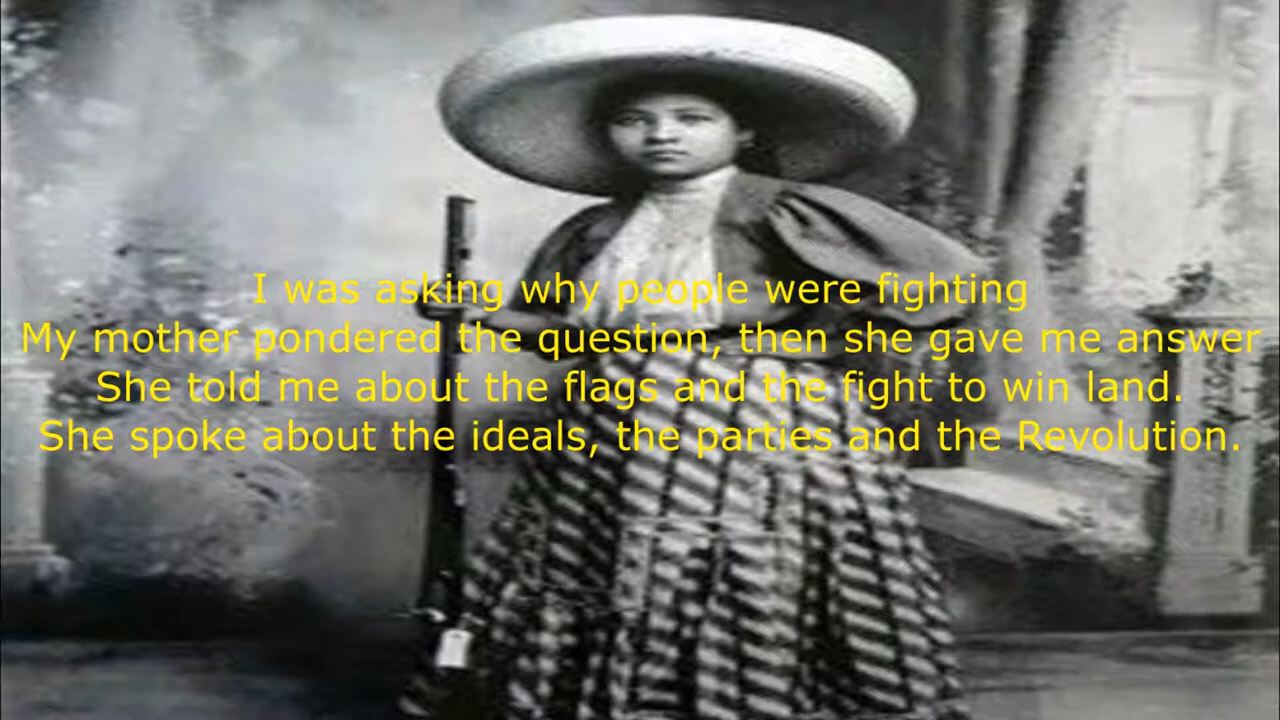 I was asking why people were fighting
My mother pondered the question, then she gave me answer
She told me about the flags and the fight to win land.
She spoke about the ideals, the parties and the Revolution.